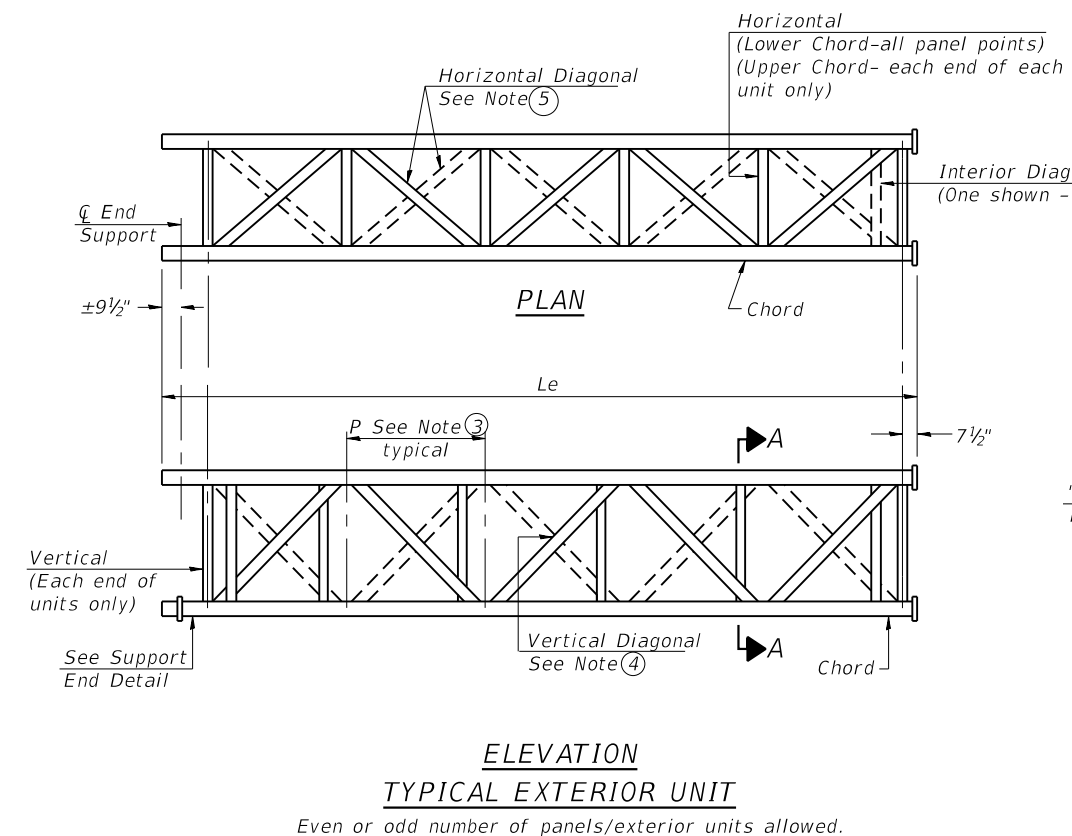 Horizontal
(Lower Chord-all panel points)
(Upper Chord- each end of each
unit only)
Horizontal Diagonal
See Note 5
Interior Diag
(One shown -
℄ End
Support
±9½"
PLAN
Chord
Le
P See Note 3
typical
A
7½"
Vertical
(Each end of
units only)
Vertical Diagonal
See Note 4
A
See Support
End Detail
Chord
ELEVATION
TYPICAL EXTERIOR UNIT
Even or odd number of panels/exterior units allowed.